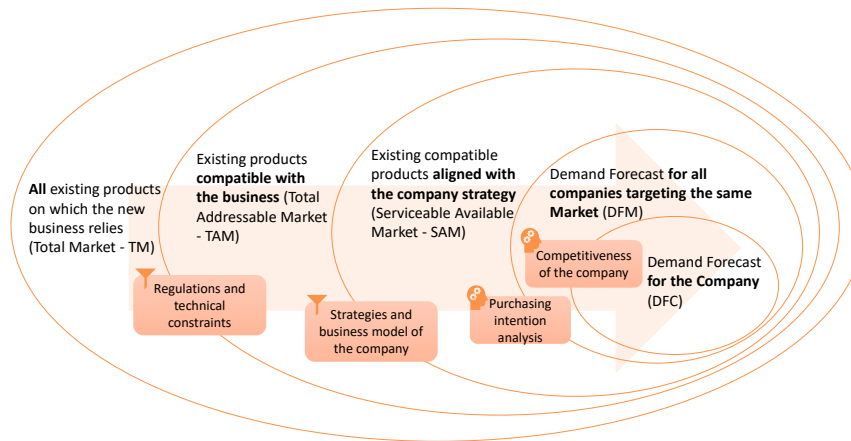 All existing products
on which the new
business relies
(Total Market - TM)
Regulations and
technical
constraints
Existing products
compatible with
the business (Total
Addressable Market
- TAM)
Strategies and
business model of
the company
Existing compatible
products aligned with
the company strategy
(Serviceable Available
Market - SAM)
Purchasing
intention
analysis
Demand Forecast for all
companies targeting the same
Market (DFM)
Competitiveness
of the company
Demand Forecast
for the Company
(DFC)